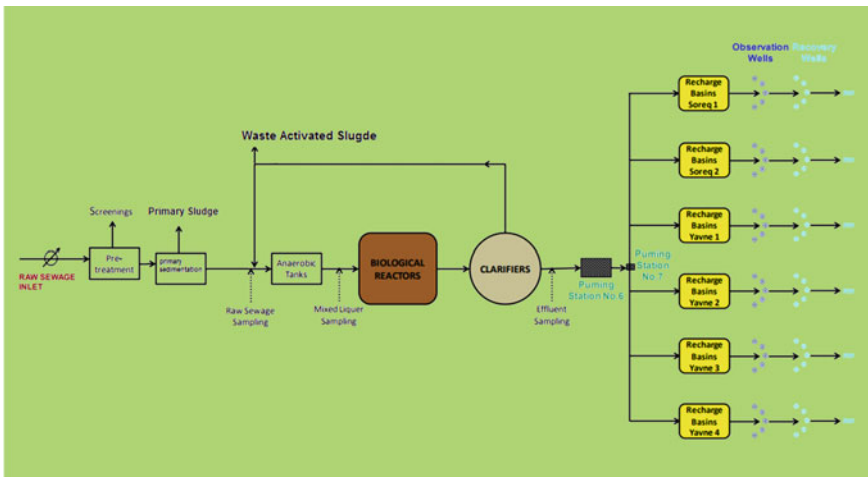 Observation
Wells
Recovery
Wells
Recharge
Basins
Soreq 1
Waste Activated Slugde
Recharge
Basins
Soreq 2
Screenings
Primary Sludge
Recharge
Basins
Yavne 1
RAW SEWAGE
INLET
Pre-
treatment
primary
sedimentation
Anaerobic
Tanks
BIOLOGICAL
REACTORS
CLARIFIERS
Puming
Station No.6
Puming
Station
No.7
Raw Sewage
Sampling
Mixed Liquer
Sampling
Effluent
Sampling
Recharge
Basins
Yavne 2
Recharge
Basins
Yavne 3
Recharge
Basins
Yavne 4